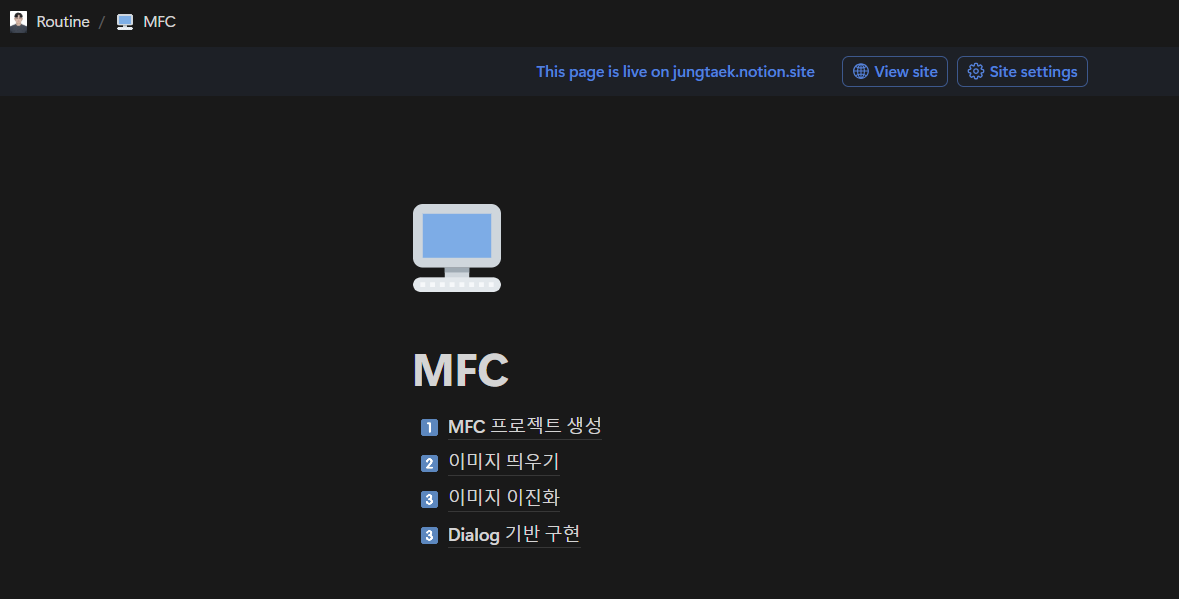 Routine / MFC
This page is live on jungtaek.notion.site View site Site settings
MFC
1 MFC 프로젝트 생성
2 이미지 띄우기
3 이미지 이진화
3 Dialog 기반 구현